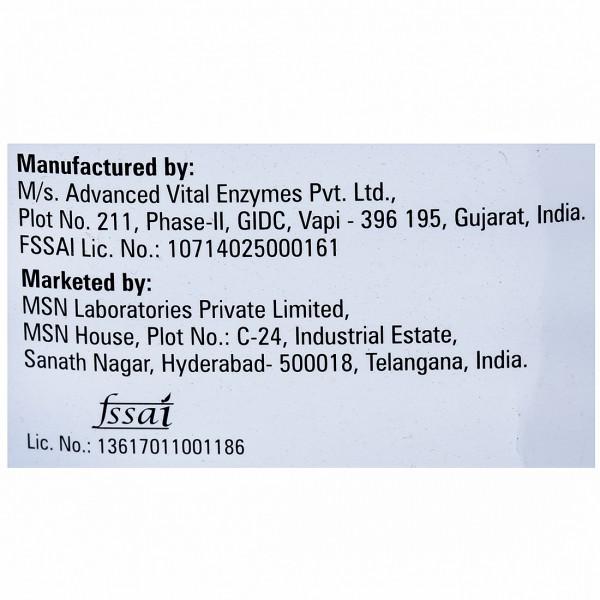 Manufactured by:
M/s. Advanced Vital Enzymes Pvt. Ltd.,
Plot No. 211, Phase-II, GIDC, Vapi - 396 195, Gujarat, India.
FSSAI Lic. No.: 10714025000161
Marketed by:
MSN Laboratories Private Limited,
MSN House, Plot No.: C-24, Industrial Estate,
Sanath Nagar, Hyderabad- 500018, Telangana, India.
fssai
Lic. No.: 13617011001186